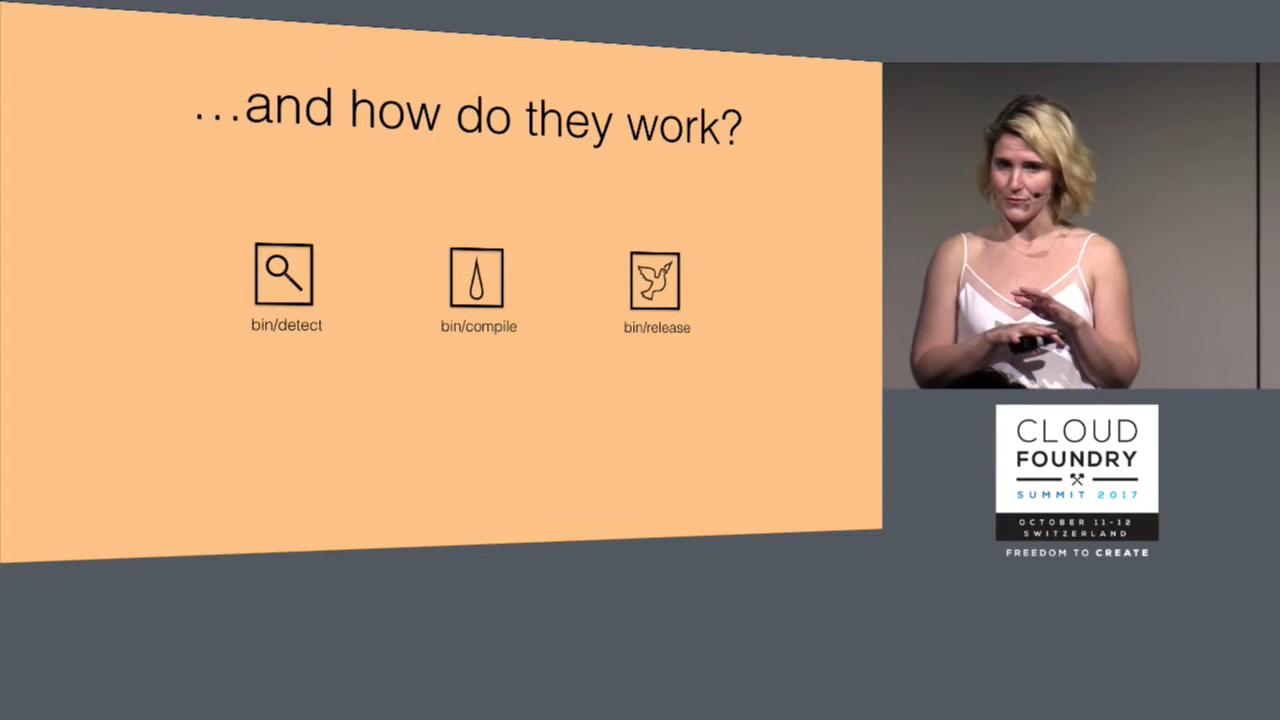 …and how do they work?
bin/detect
bin/compile
bin/release
CLOUD
FOUNDRY
SUMMIT 2017
OCTOBER 11-12
SWITZERLAND
FREEDOM TO CREATE